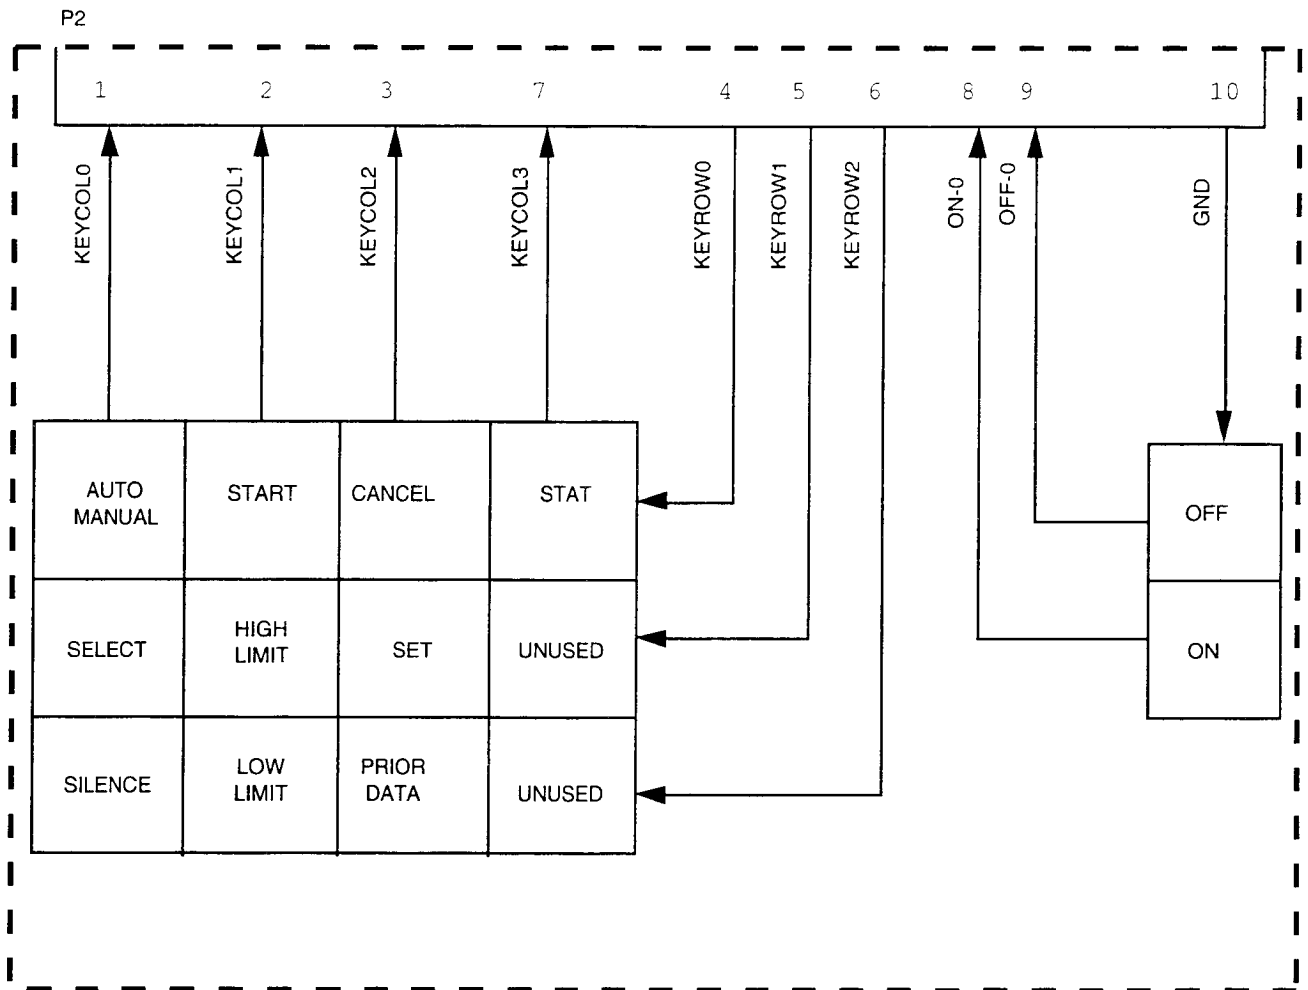 P2
1 2 3 7 4 5 6 8 9 10
KEYCOL0
KEYCOL1
KEYCOL2
KEYCOL3
KEYROW0
KEYROW1
KEYROW2
ON-0
OFF-0
GND
AUTO
MANUAL
START
CANCEL
STAT
OFF
SELECT
HIGH
LIMIT
SET
UNUSED
ON
SILENCE
LOW
LIMIT
PRIOR
DATA
UNUSED